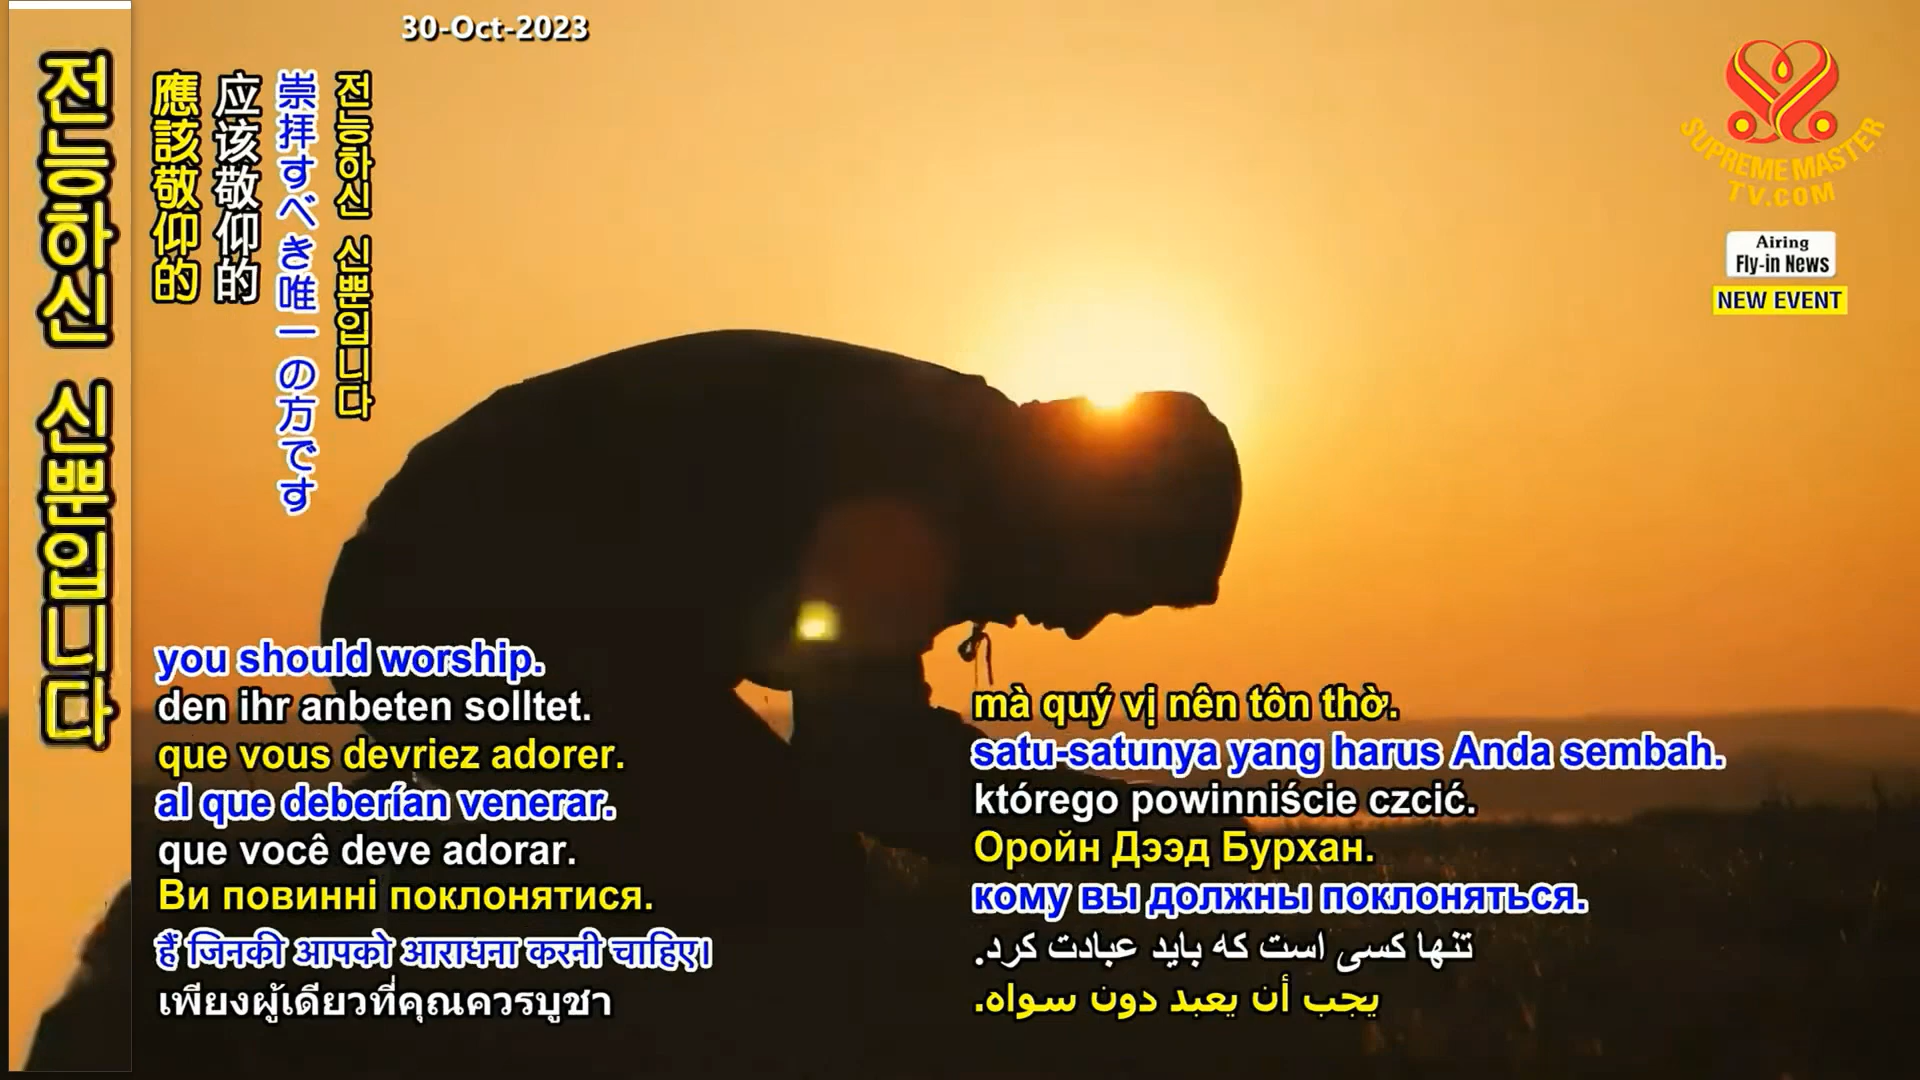 30-Oct-2023
전능하신 신뿐입니다
應該敬仰的
应该敬仰的
崇拝すべき唯一の方です
전능하신 신뿐입니다
SUPREME MASTER
TV.COM
Airing
Fly-in News
NEW EVENT
you should worship.
den ihr anbeten solltet.
que vous devriez adorer.
al que deberían venerar.
que você deve adorar.
Ви повинні поклонятися.
हैं जिनकी आपको आराधना करनी चाहिए।
เพียงผู้เดียวที่คุณควรบูชา
mà quý vị nên tôn thờ.
satu-satunya yang harus Anda sembah.
którego powinniście czcić.
Оройн Дээд Бурхан.
кому вы должны поклоняться.
تنها کسی است که باید عبادت کرد.
يجب أن يعبد دون سواه.